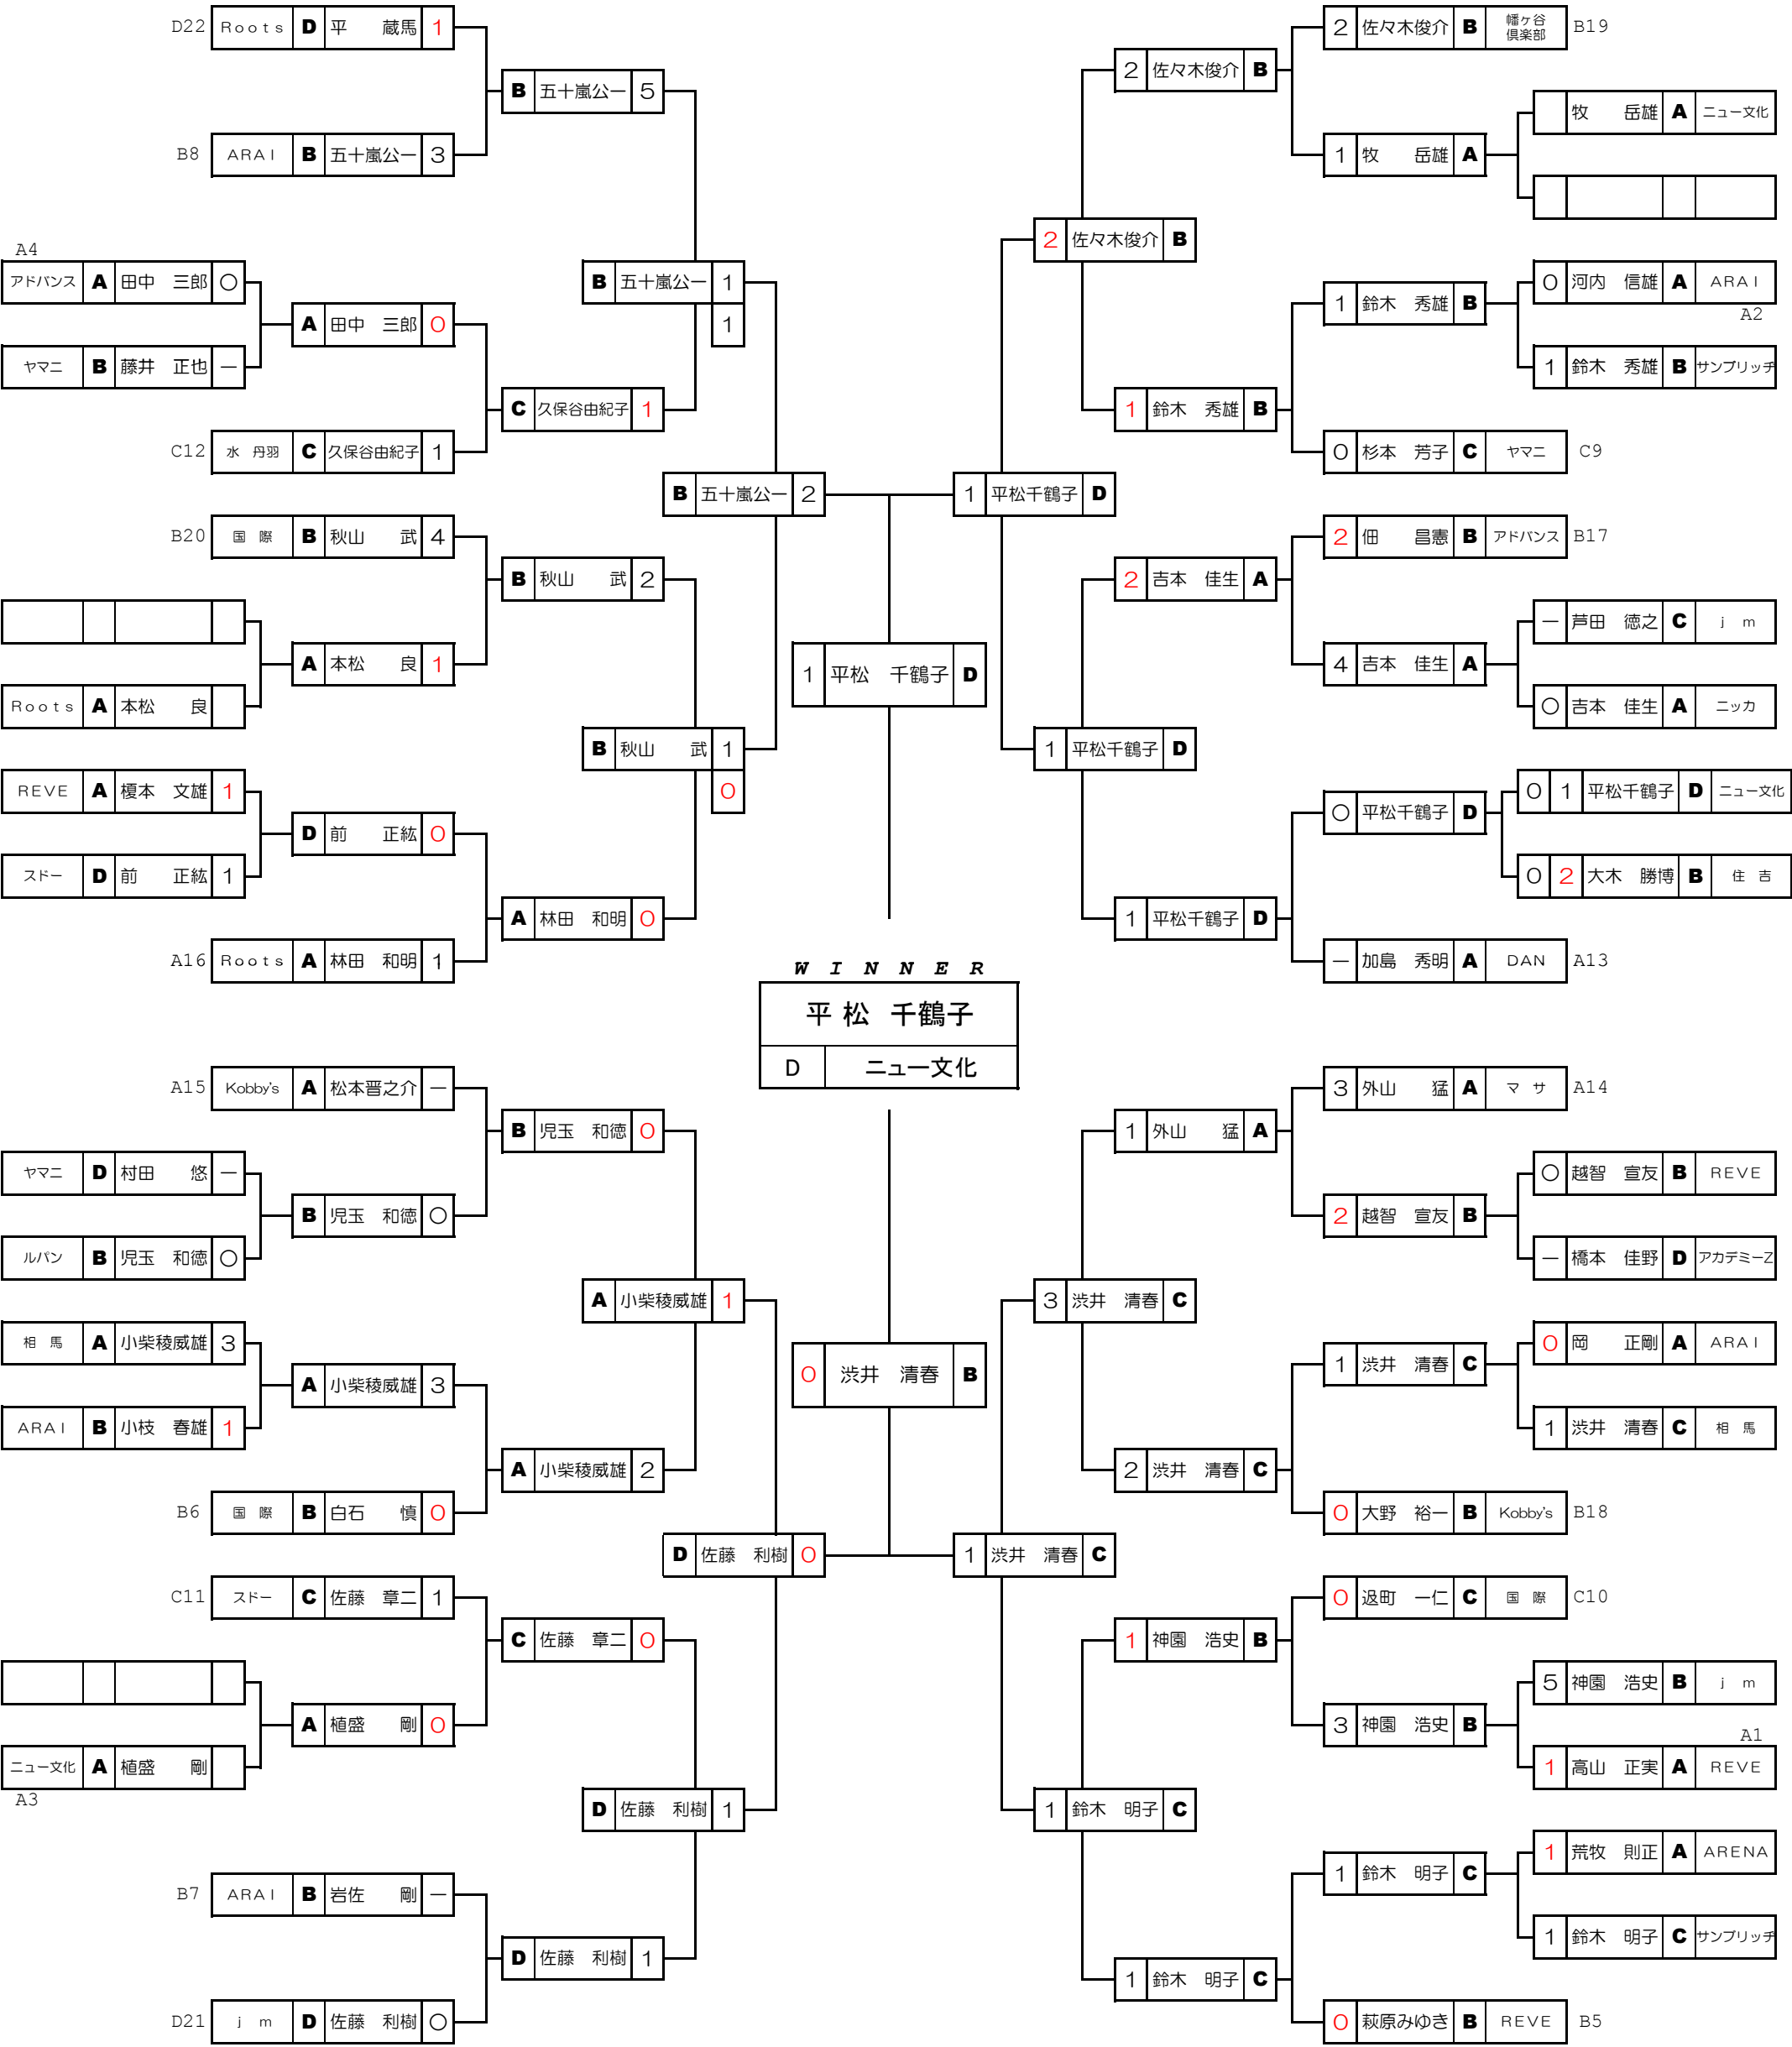 D22 Ｒｏｏｔｓ D 平　　蔵馬 1
B 五十嵐公一 5
B8 ＡＲＡＩ B 五十嵐公一 3
A4
アドバンス A 田中　三郎 ○
A 田中　三郎 0
ヤマニ B 藤井　正也 ―
B 五十嵐公一 1
1
C 久保谷由紀子 1
C12 水　丹羽 C 久保谷由紀子 1
B 五十嵐公一 2
B20 国　際 B 秋山　　武 4
B 秋山　　武 2
A 本松　　良 1
Ｒｏｏｔｓ A 本松　　良
B 秋山　　武 1
0
ＲＥＶＥ A 榎本　文雄 1
D 前　　正紘 0
スドー D 前　　正紘 1
A 林田　和明 0
A16 Ｒｏｏｔｓ A 林田　和明 1
2 佐々木俊介 B 幡ヶ谷
倶楽部 B19
2 佐々木俊介 B
牧　　岳雄 A ニュー文化
1 牧　　岳雄 A
2 佐々木俊介 B
0 河内　信雄 A ＡＲＡＩ
A2
1 鈴木　秀雄 B
1 鈴木　秀雄 B サンブリッヂ
1 鈴木　秀雄 B
0 杉本　芳子 C ヤマニ C9
1 平松千鶴子 D
2 佃　　昌憲 B アドバンス B17
2 吉本　佳生 A
― 芦田　徳之 C ｊ　ｍ
4 吉本　佳生 A
○ 吉本　佳生 A ニッカ
1 平松千鶴子 D
0 1 平松千鶴子 D ニュー文化
○ 平松千鶴子 D
0 2 大木　勝博 B 住　吉
1 平松千鶴子 D
― 加島　秀明 A ＤＡＮ A13
1 平松　千鶴子 D
WINNER
平 松　千鶴子
D ニュー文化
0 渋井　清春 B
A15 Kobby's A 松本晋之介 ―
B 児玉　和徳 0
ヤマニ D 村田　　悠 ―
B 児玉　和徳 ○
ルパン B 児玉　和徳 ○
A 小柴稜威雄 1
相　馬 A 小柴稜威雄 3
A 小柴稜威雄 3
ＡＲＡＩ B 小枝　春雄 1
A 小柴稜威雄 2
B6 国　際 B 白石　　慎 0
D 佐藤　利樹 0
C11 スドー C 佐藤　章二 1
C 佐藤　章二 0
A 植盛　　剛 0
ニュー文化 A 植盛　　剛
A3
D 佐藤　利樹 1
B7 ＡＲＡＩ B 岩佐　　剛 ―
D 佐藤　利樹 1
D21 ｊ　ｍ D 佐藤　利樹 ○
3 外山　　猛 A マ　サ A14
1 外山　　猛 A
○ 越智　宣友 B ＲＥＶＥ
2 越智　宣友 B
― 橋本　佳野 D アカデミーZ
3 渋井　清春 C
0 岡　　正剛 A ＡＲＡＩ
1 渋井　清春 C
1 渋井　清春 C 相　馬
2 渋井　清春 C
0 大野　裕一 B Kobby's B18
1 渋井　清春 C
0 返町　一仁 C 国　際 C10
1 神園　浩史 B
5 神園　浩史 B ｊ　ｍ
3 神園　浩史 B
A1
1 高山　正実 A ＲＥＶＥ
1 鈴木　明子 C
1 荒牧　則正 A ＡＲＥＮＡ
1 鈴木　明子 C
1 鈴木　明子 C サンブリッヂ
1 鈴木　明子 C
0 萩原みゆき B ＲＥＶＥ B5